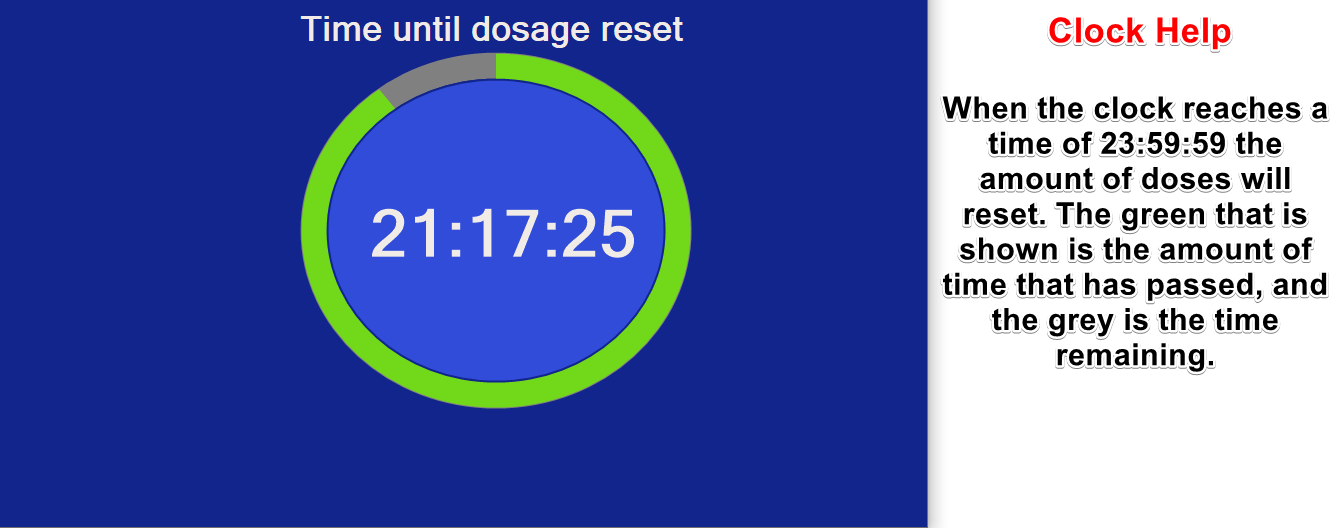 Time until dosage reset
21:17:25
Clock Help
When the clock reaches a
time of 23:59:59 the
amount of doses will
reset. The green that is
shown is the amount of
time that has passed, and
the grey is the time
remaining.